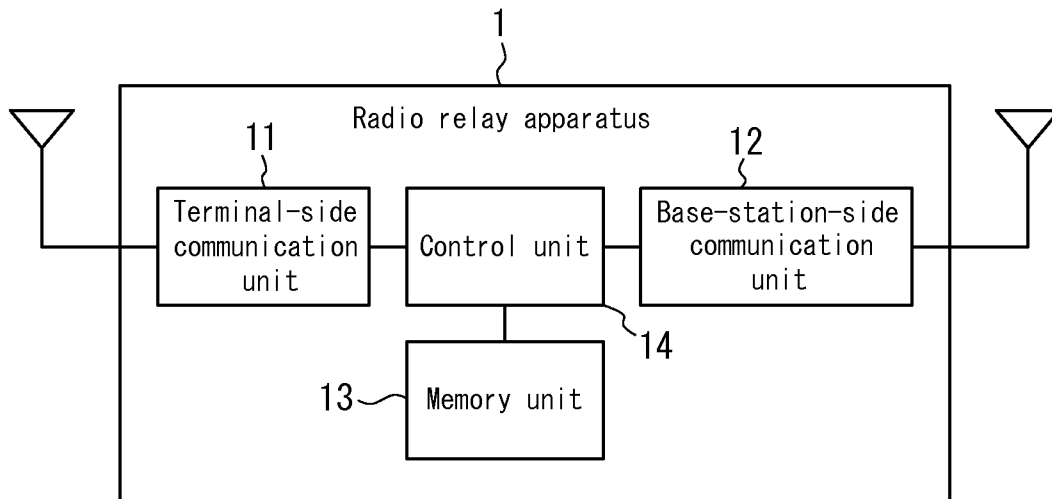 1
Radio relay apparatus
11
12
Terminal-side
communication
unit
Control unit
Base-station-side
communication
unit
14
13
Memory unit